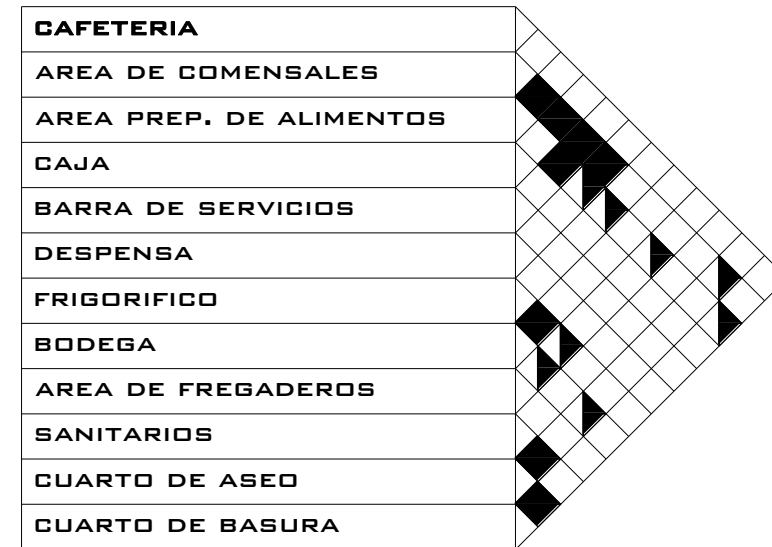 CAFETERIA
AREA DE COMENSALES
AREA PREP. DE ALIMENTOS
CAJA
BARRA DE SERVICIOS
DESPENSA
FRIGORIFICO
BODEGA
AREA DE FREGADEROS
SANITARIOS
CUARTO DE ASEO
CUARTO DE BASURA